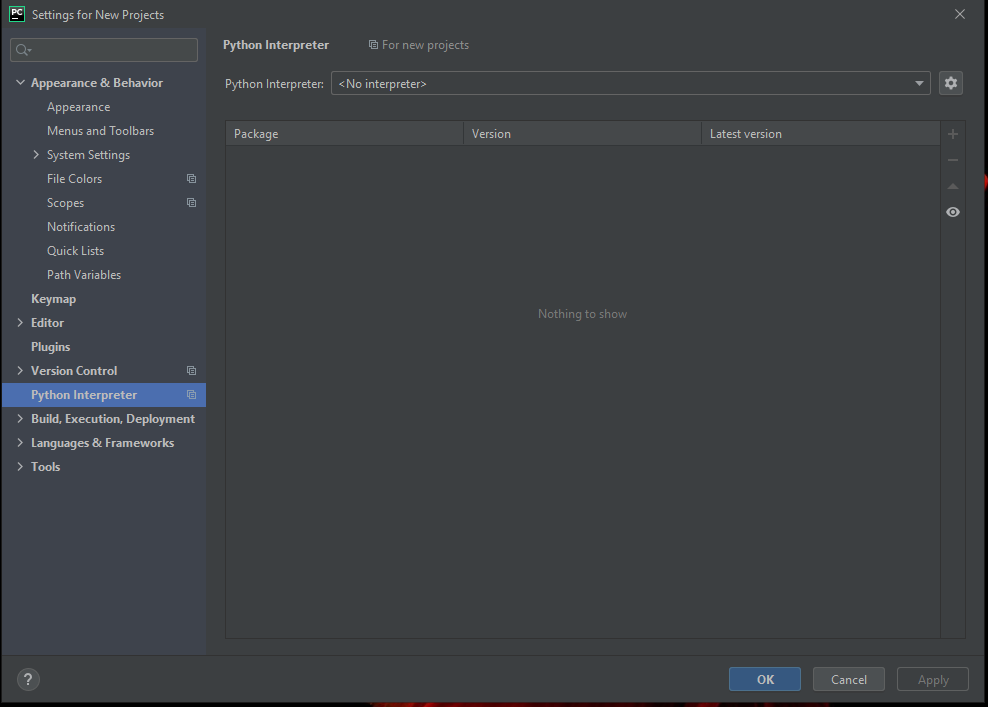 PC Settings for New Projects
Appearance & Behavior
Appearance
Menus and Toolbars
System Settings
File Colors
Scopes
Notifications
Quick Lists
Path Variables
Keymap
Editor
Plugins
Version Control
Python Interpreter
Build, Execution, Deployment
Languages & Frameworks
Tools
Python Interpreter For new projects
Python Interpreter: <No interpreter>
Package Version Latest version
Nothing to show
? OK Cancel Apply